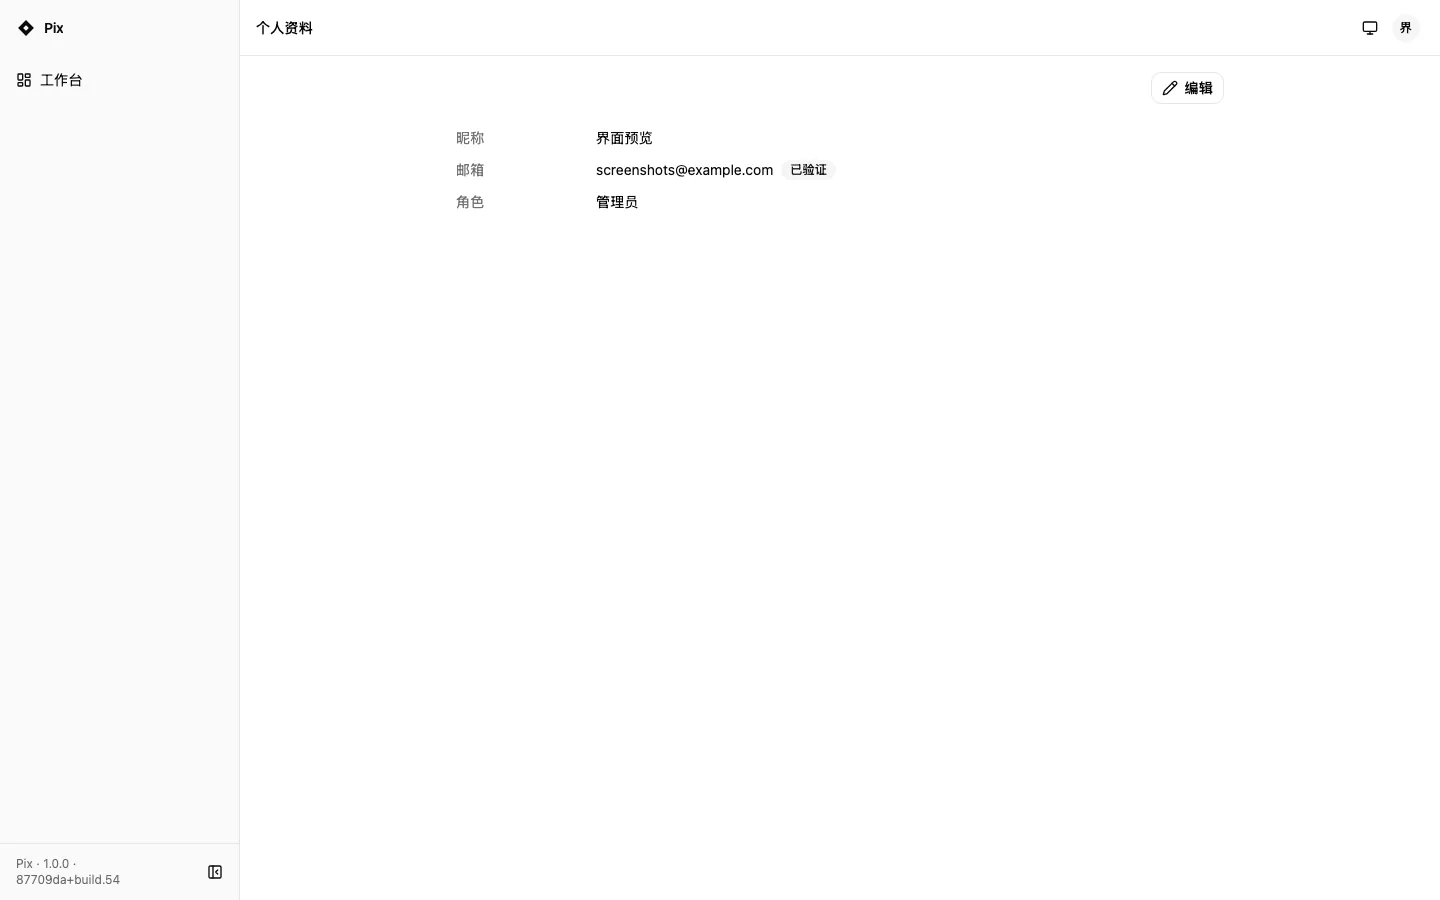 Pix
工作台
个人资料
界
编辑
昵称 界面预览
邮箱 screenshots@example.com 已验证
角色 管理员
Pix · 1.0.0 ·
87709da+build.54